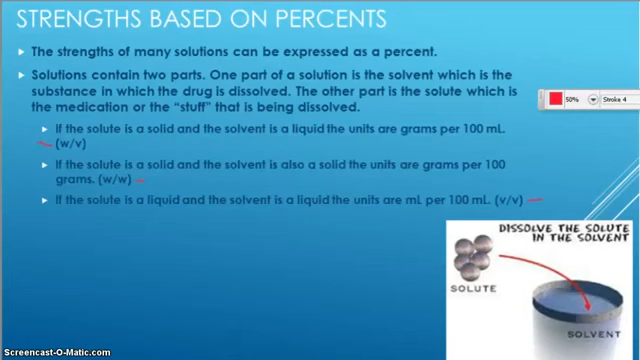 STRENGTHS BASED ON PERCENTS
The strengths of many solutions can be expressed as a percent.
Solutions contain two parts. One part of a solution is the solvent which is the
substance in which the drug is dissolved. The other part is the solute which is
the medication or the “stuff” that is being dissolved.
If the solute is a solid and the solvent is a liquid the units are grams per 100 mL.
(w/v)
If the solute is a solid and the solvent is also a solid the units are grams per 100
grams. (w/w)
If the solute is a liquid and the solvent is a liquid the units are mL per 100 mL. (v/v)
50%
Stroke 4
DISSOLVE THE SOLUTE
IN THE SOLVENT
SOLUTE
SOLVENT
Screencast-O-Matic.com